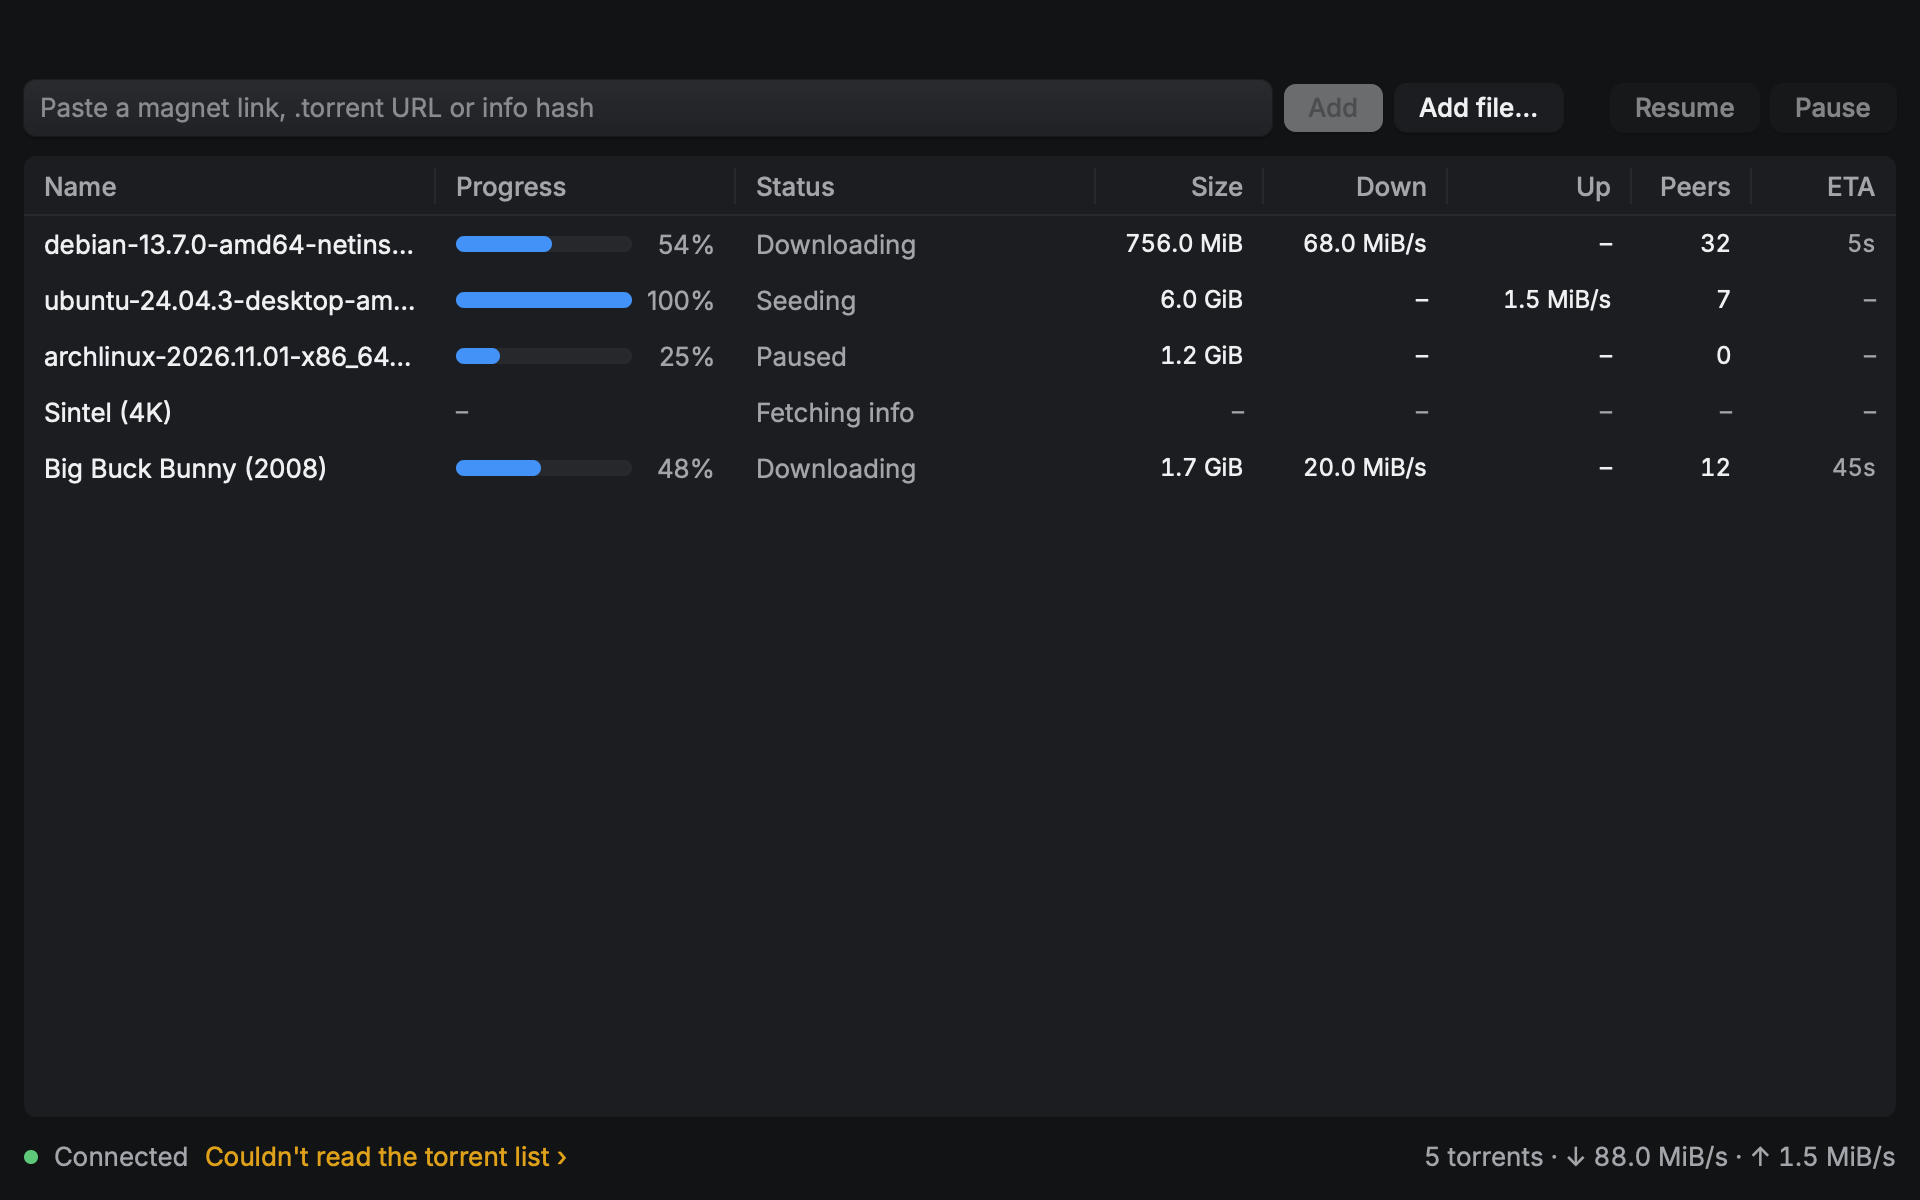 Paste a magnet link, .torrent URL or info hash Add Add file... Resume Pause
Name Progress Status Size Down Up Peers ETA
debian-13.7.0-amd64-netins... 54% Downloading 756.0 MiB 68.0 MiB/s – 32 5s
ubuntu-24.04.3-desktop-am... 100% Seeding 6.0 GiB – 1.5 MiB/s 7 –
archlinux-2026.11.01-x86_64... 25% Paused 1.2 GiB – – 0 –
Sintel (4K) – Fetching info – – – – –
Big Buck Bunny (2008) 48% Downloading 1.7 GiB 20.0 MiB/s – 12 45s
Connected Couldn't read the torrent list › 5 torrents · ↓ 88.0 MiB/s · ↑ 1.5 MiB/s